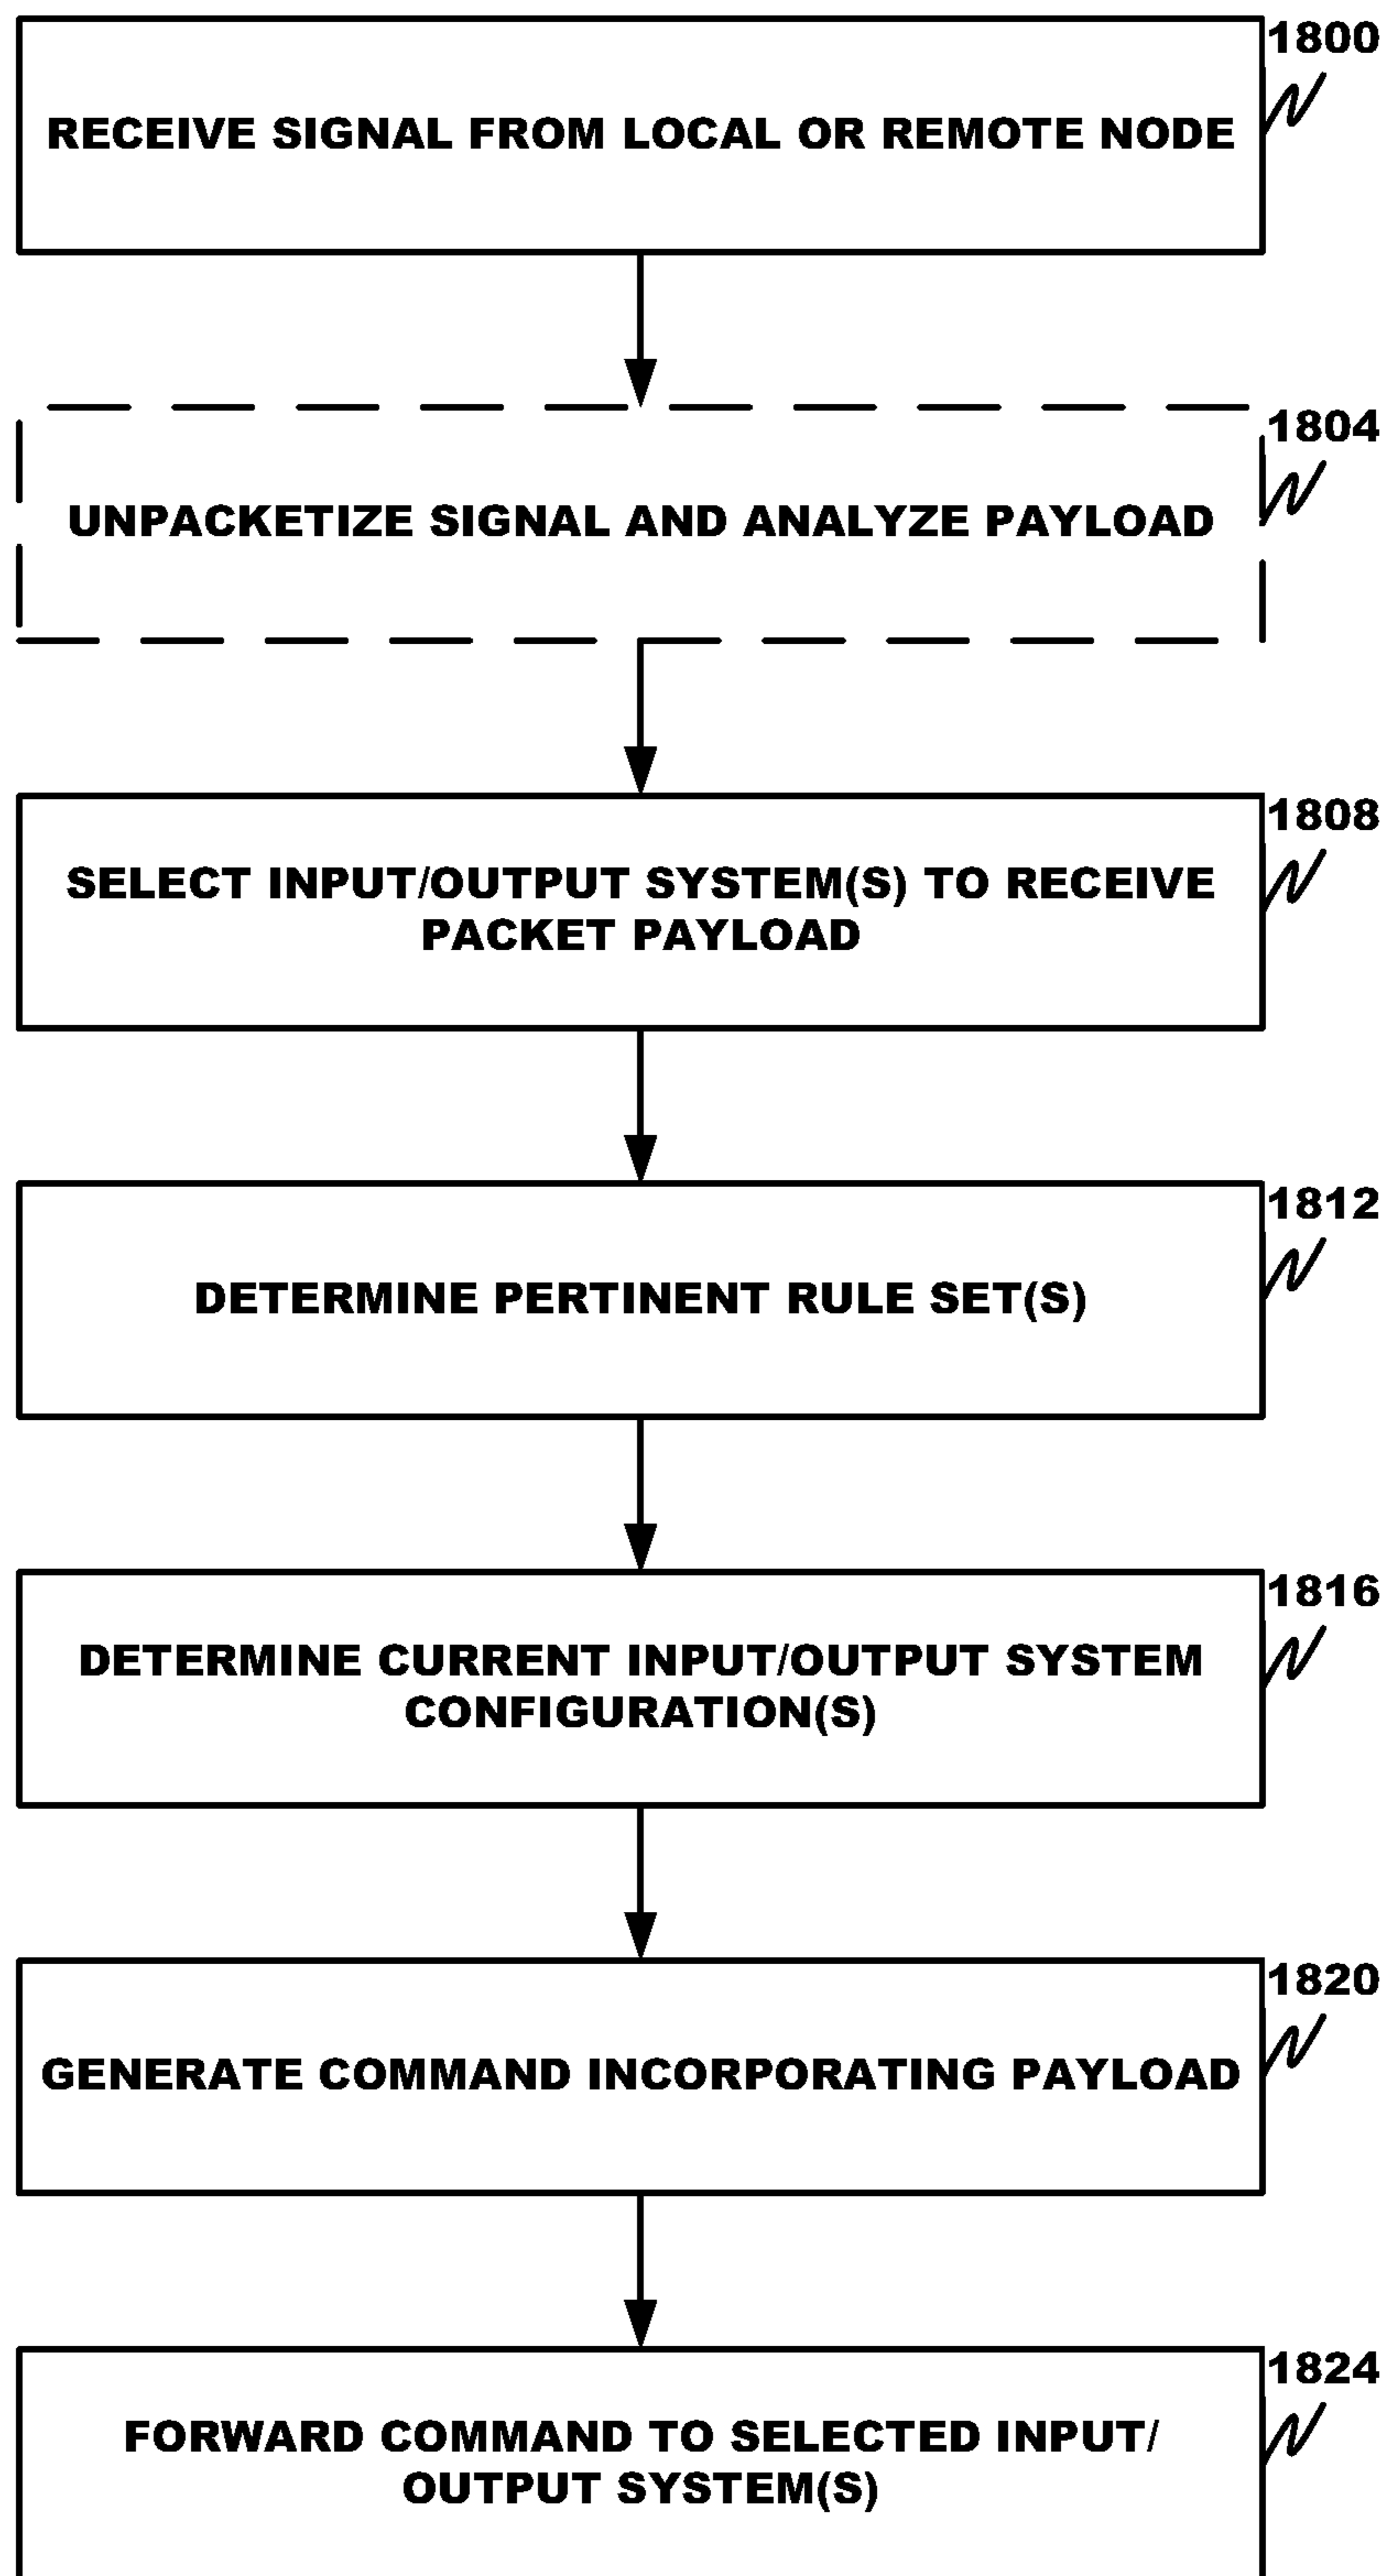 1800
RECEIVE SIGNAL FROM LOCAL OR REMOTE NODE
1804
UNPACKETIZE SIGNAL AND ANALYZE PAYLOAD
1808
SELECT INPUT/OUTPUT SYSTEM(S) TO RECEIVE
PACKET PAYLOAD
1812
DETERMINE PERTINENT RULE SET(S)
1816
DETERMINE CURRENT INPUT/OUTPUT SYSTEM
CONFIGURATION(S)
1820
GENERATE COMMAND INCORPORATING PAYLOAD
1824
FORWARD COMMAND TO SELECTED INPUT/
OUTPUT SYSTEM(S)